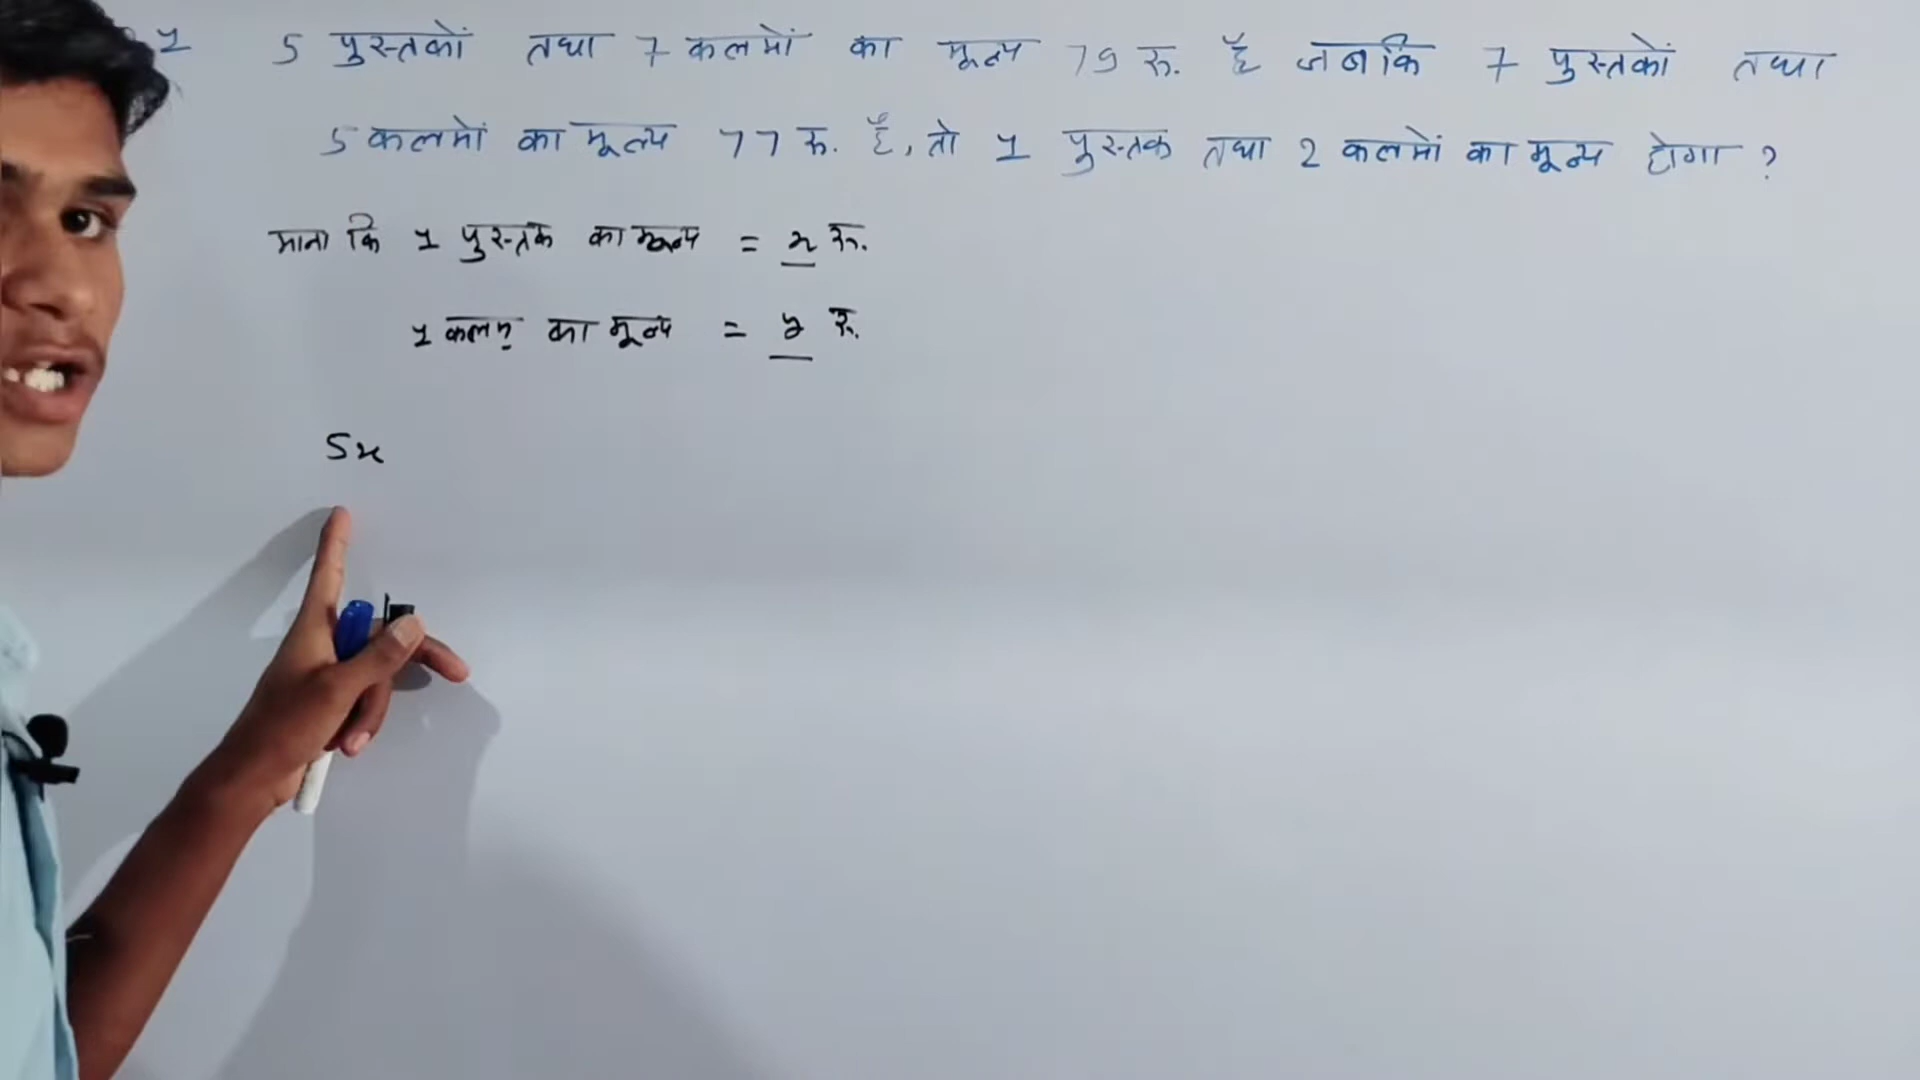 1 5 पुस्तकों तथा 7 कलमों का मूल्य 79 रु. है जबकि 7 पुस्तकों तथा
5 कलमों का मूल्य 77 रु. है, तो 1 पुस्तक तथा 2 कलमों का मूल्य होगा ?
माना कि 1 पुस्तक का मूल्य = x रु.
1 कलम का मूल्य = y रु.
5x